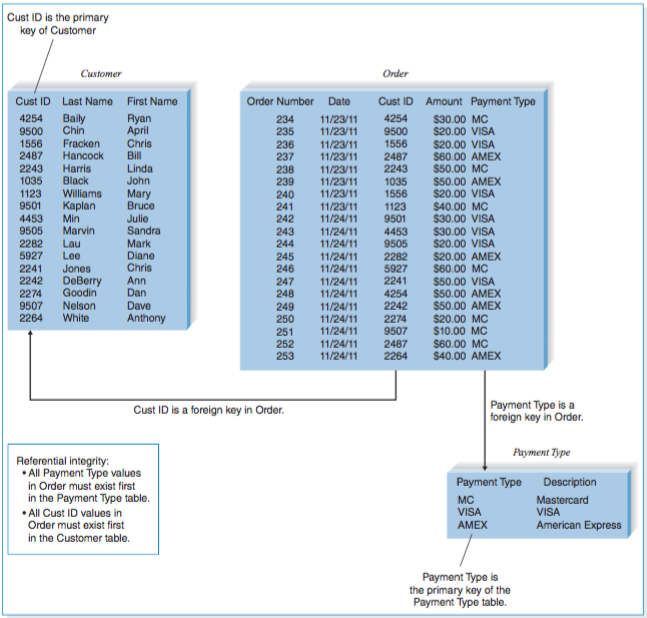 Cust ID is the primary
key of Customer
Customer
Cust ID Last Name First Name
4254 Baily Ryan
9500 Chin April
1556 Fracken Chris
2487 Hancock Bill
2243 Harris Linda
1035 Black John
1123 Williams Mary
9501 Kaplan Bruce
4453 Min Julie
9505 Marvin Sandra
2282 Lau Mark
5927 Lee Diane
2241 Jones Chris
2242 DeBerry Ann
2274 Goodin Dan
9507 Nelson Dave
2264 White Anthony
Order
Order Number Date Cust ID Amount Payment Type
234 11/23/11 4254 $30.00 MC
235 11/23/11 9500 $20.00 VISA
236 11/23/11 1556 $20.00 VISA
237 11/23/11 2487 $60.00 AMEX
238 11/23/11 2243 $50.00 MC
239 11/23/11 1035 $50.00 AMEX
240 11/23/11 1556 $20.00 VISA
241 11/23/11 1123 $40.00 MC
242 11/24/11 9501 $30.00 VISA
243 11/24/11 4453 $30.00 VISA
244 11/24/11 9505 $20.00 VISA
245 11/24/11 2282 $20.00 AMEX
246 11/24/11 5927 $60.00 MC
247 11/24/11 2241 $50.00 VISA
248 11/24/11 4254 $50.00 AMEX
249 11/24/11 2242 $50.00 AMEX
250 11/24/11 2274 $20.00 MC
251 11/24/11 9507 $10.00 MC
252 11/24/11 2487 $60.00 MC
253 11/24/11 2264 $40.00 AMEX
Cust ID is a foreign key in Order.
Payment Type is a
foreign key in Order.
Referential integrity:
• All Payment Type values
in Order must exist first
in the Payment Type table.
• All Cust ID values in
Order must exist first
in the Customer table.
Payment Type
Payment Type Description
MC Mastercard
VISA VISA
AMEX American Express
Payment Type is
the primary key of the
Payment Type table.